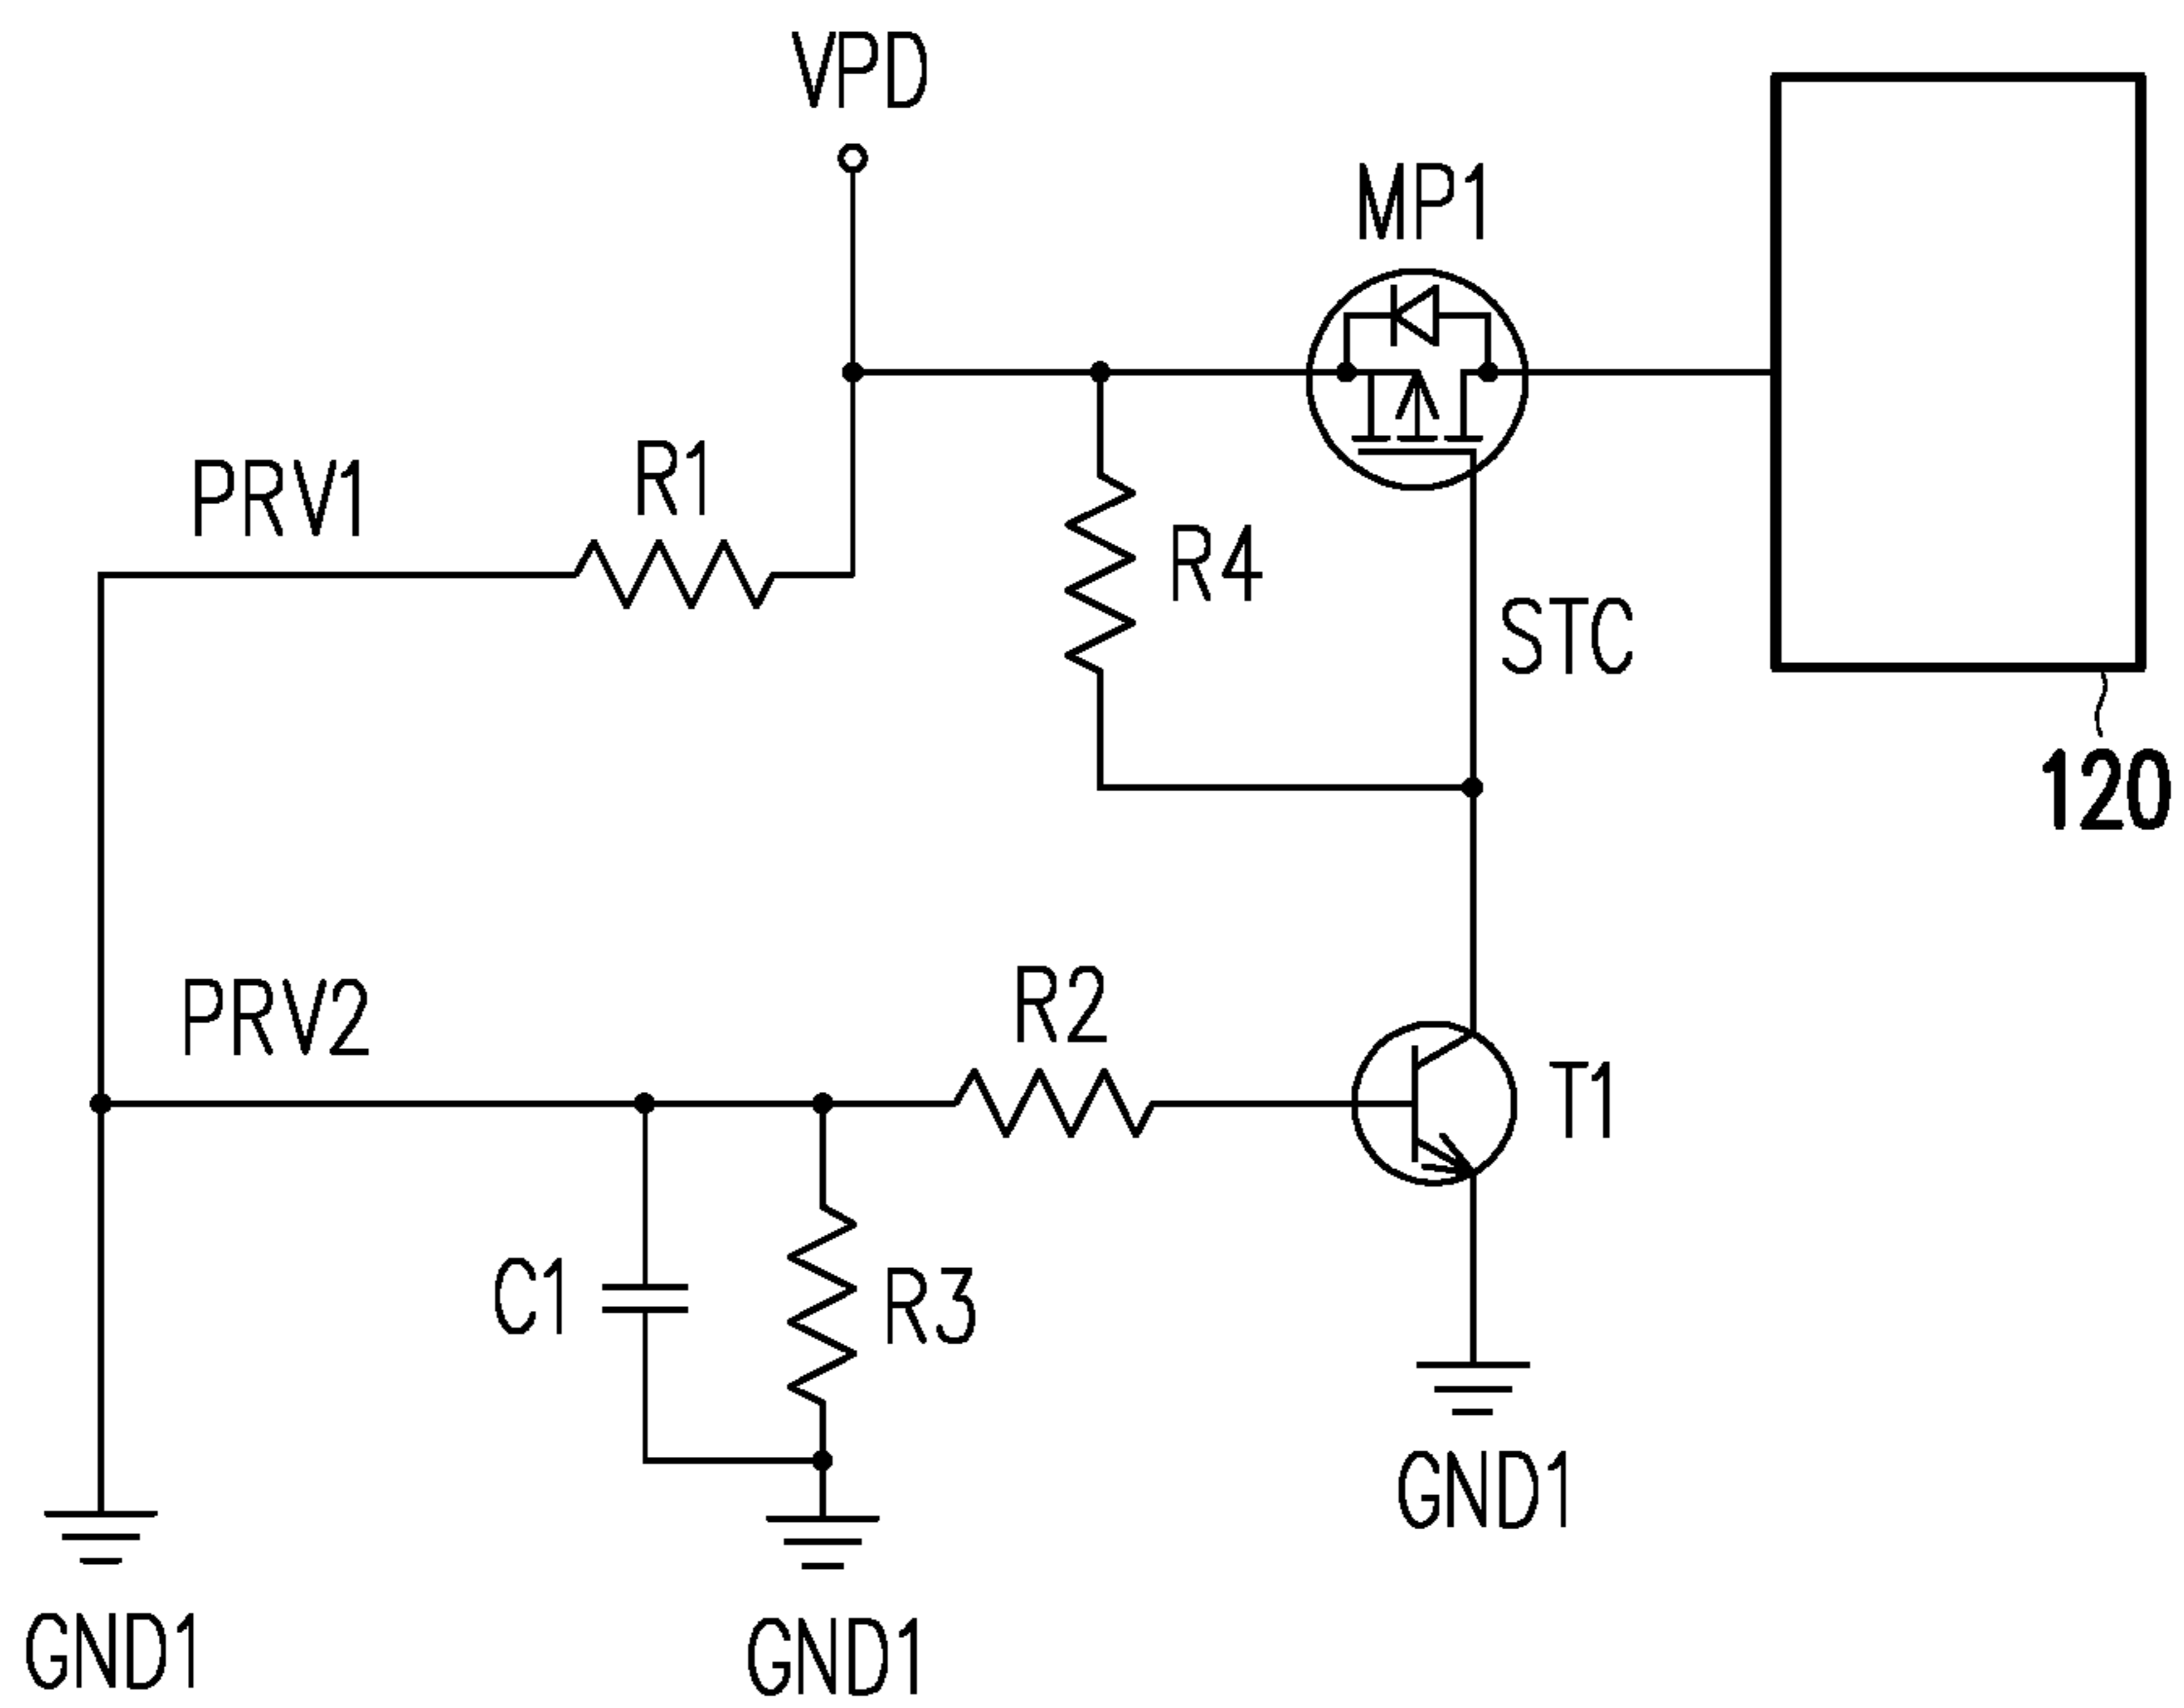 VPD
MP1
PRV1
R1
R4
STC
120
PRV2
R2
T1
C1
R3
GND1
GND1
GND1